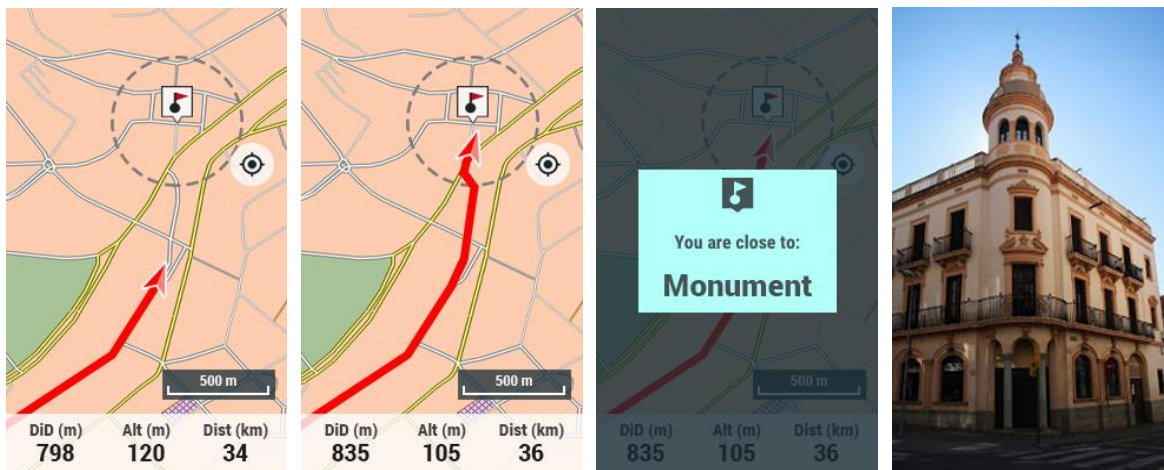 500 m
DiD (m) Alt (m) Dist (km)
798 120 34
500 m
DiD (m) Alt (m) Dist (km)
835 105 36
You are close to:
Monument
500 m
DiD (m) Alt (m) Dist (km)
835 105 36